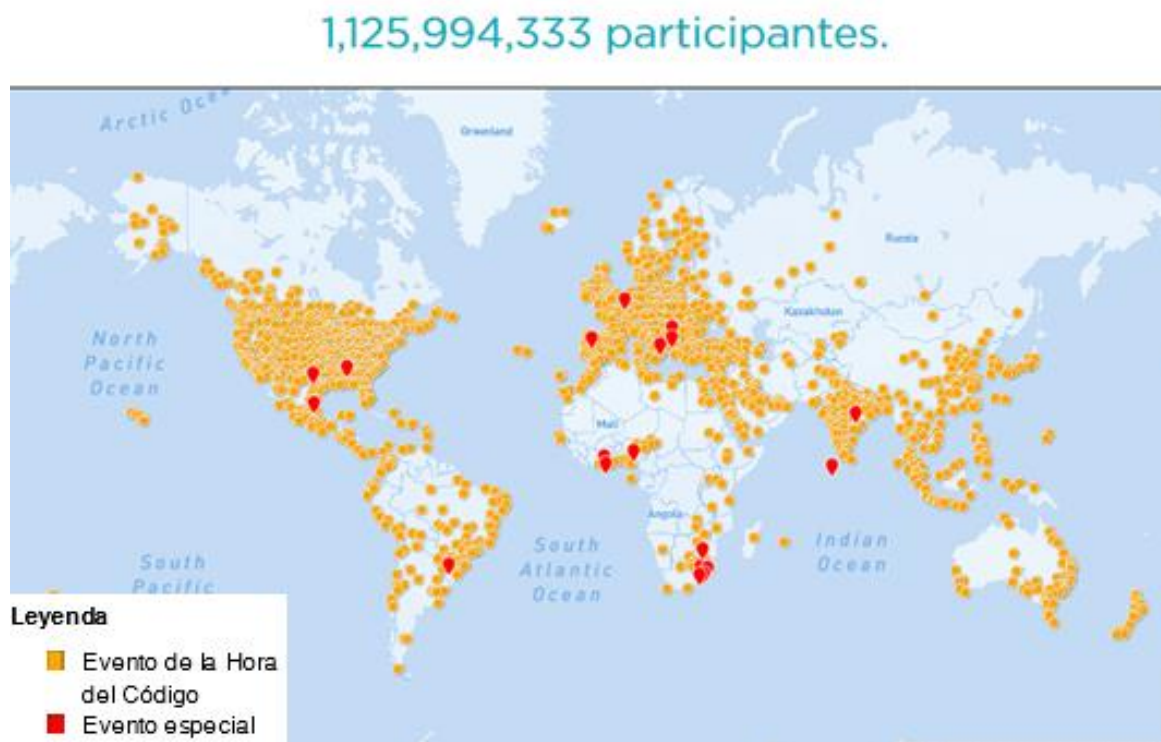 1,125,994,333 participantes.
Arctic Ocea
Greenland
Russia
Kazakhstan
North
Pacific
Ocean
Mali
Angola
South
Atlantic
Ocean
Indian
Ocean
South
Pacific
Leyenda
Evento de la Hora
del Código
Evento especial